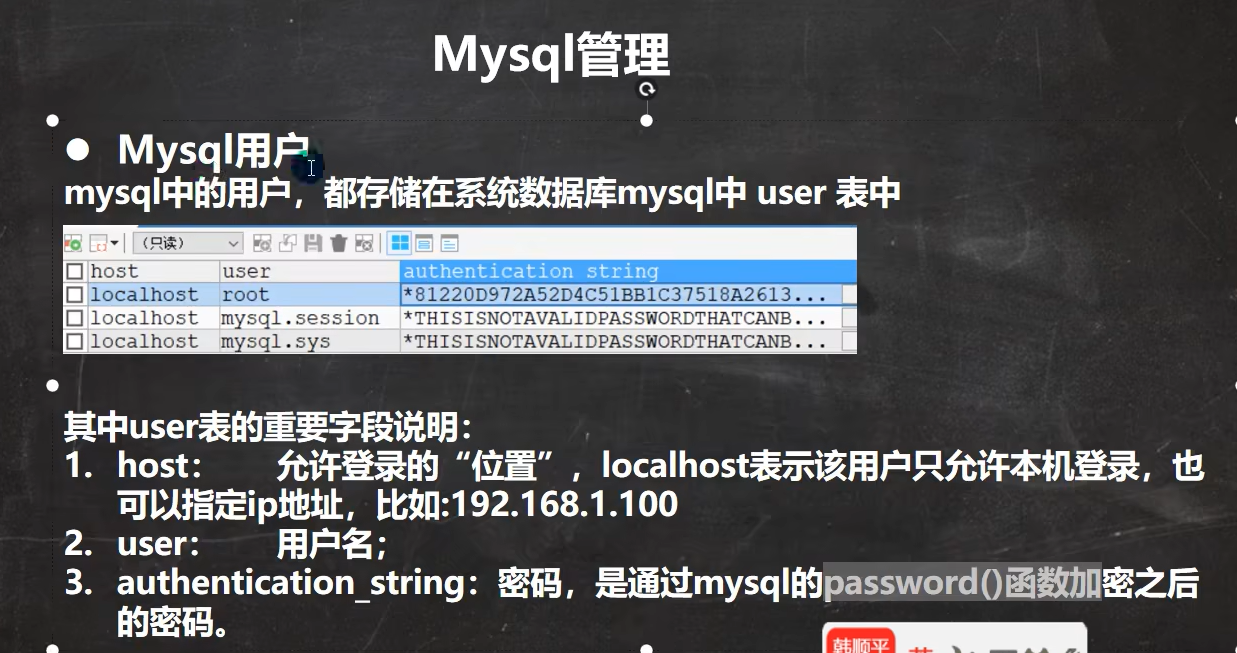 Mysql管理
● Mysql用户
mysql中的用户，都存储在系统数据库mysql中 user 表中
（只读）
host user authentication string
localhost root *81220D972A52D4C51BB1C37518A2613...
localhost mysql.session *THISISNOTAVALIDPASSWORDTHATCANB...
localhost mysql.sys *THISISNOTAVALIDPASSWORDTHATCANB...
其中user表的重要字段说明：
1. host： 允许登录的“位置”，localhost表示该用户只允许本机登录，也
可以指定ip地址，比如:192.168.1.100
2. user： 用户名；
3. authentication_string：密码，是通过mysql的password()函数加密之后
的密码。
韩顺平